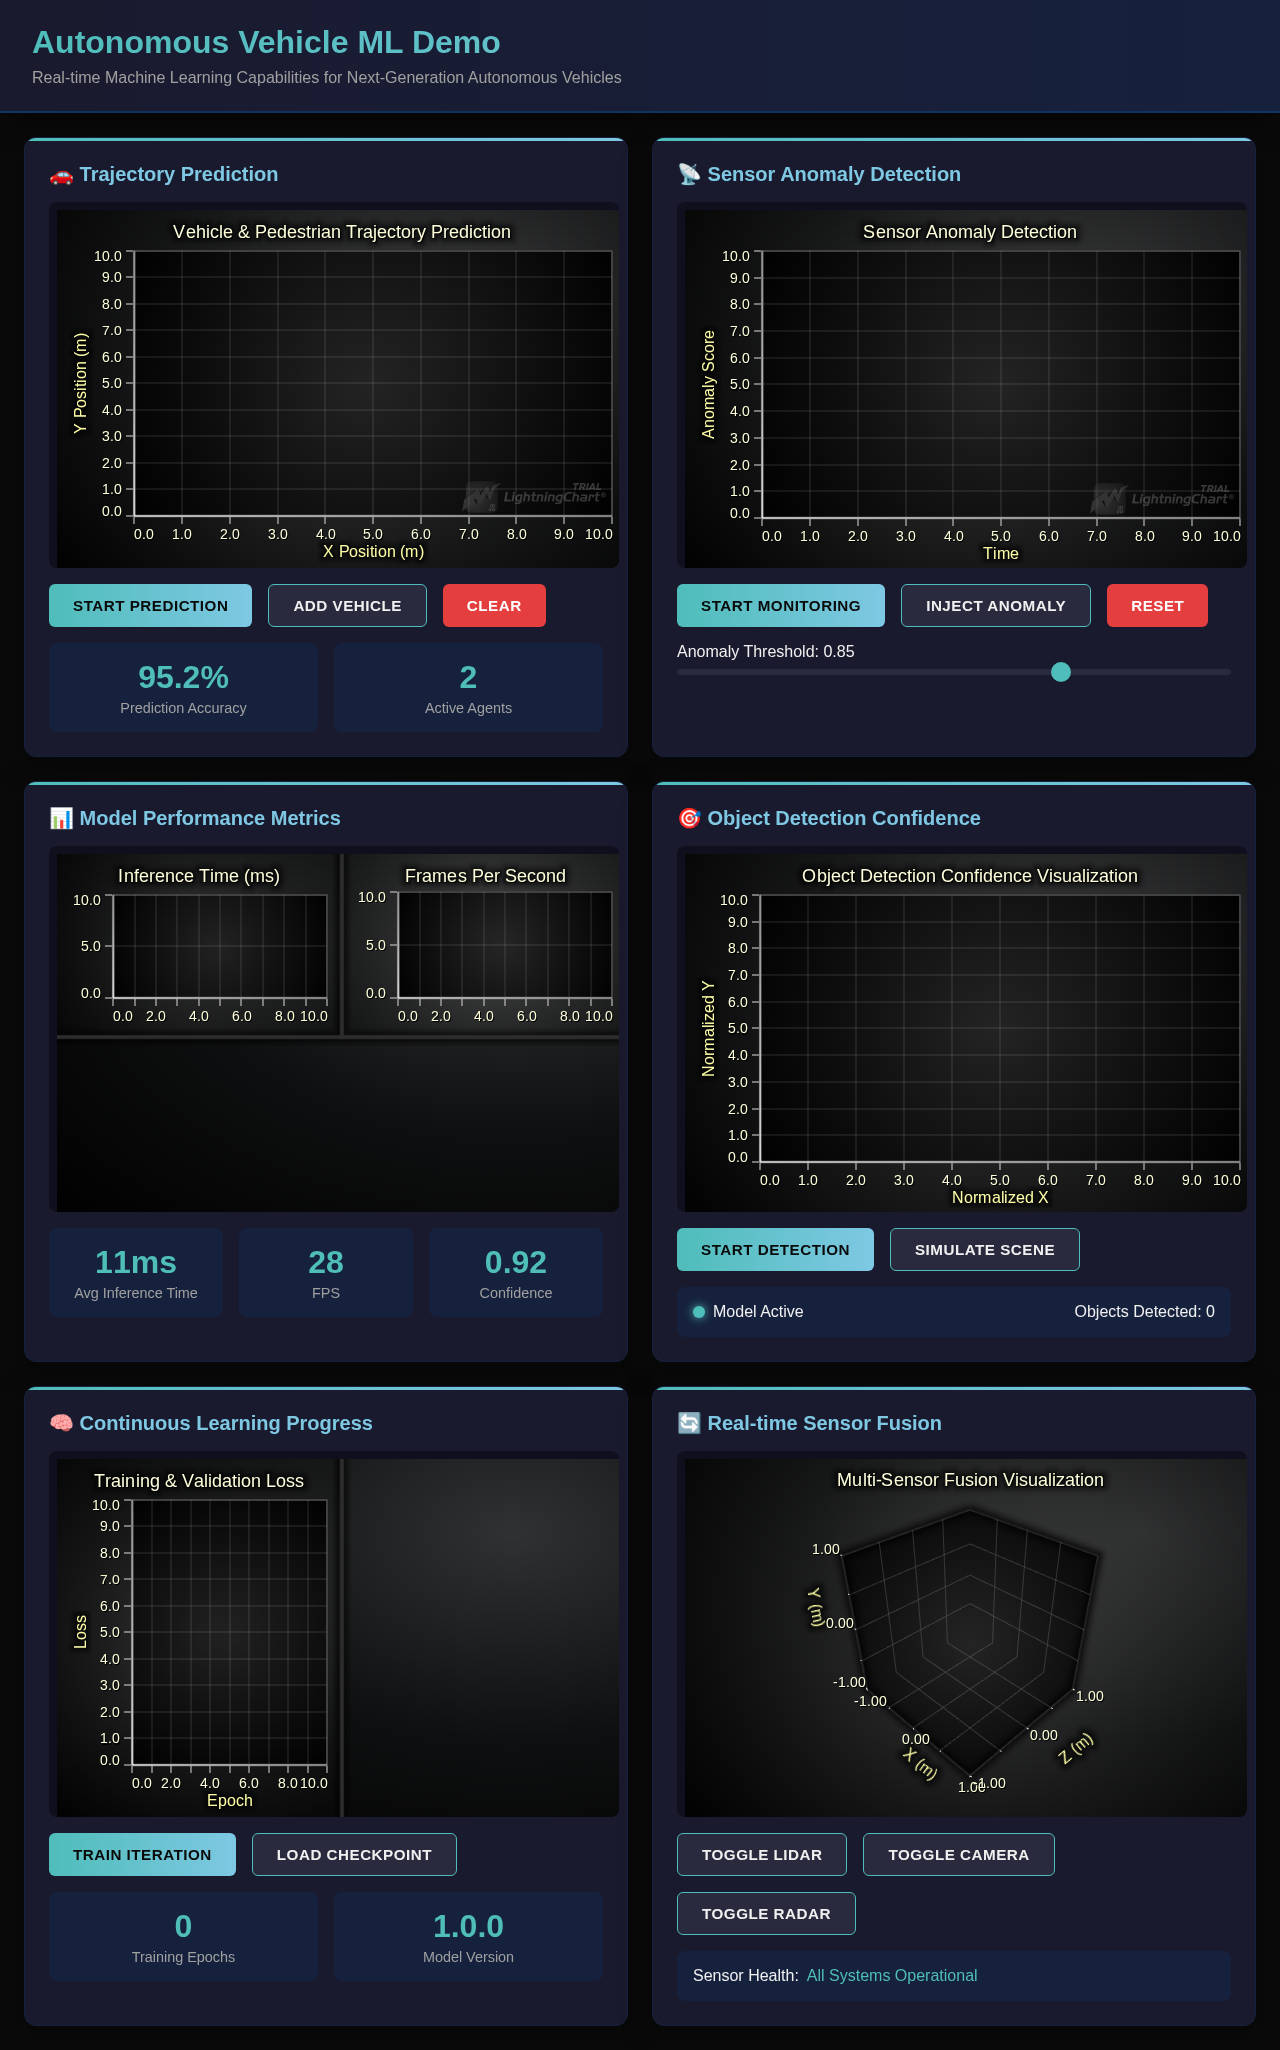 Autonomous Vehicle ML Demo
Real-time Machine Learning Capabilities for Next-Generation Autonomous Vehicles
Trajectory Prediction
Vehicle & Pedestrian Trajectory Prediction
10.0
9.0
8.0
7.0
6.0
5.0
4.0
3.0
2.0
1.0
0.0
Y Position (m)
TRIAL
LightningChart®
0.0 1.0 2.0 3.0 4.0 5.0 6.0 7.0 8.0 9.0 10.0
X Position (m)
START PREDICTION ADD VEHICLE CLEAR
95.2% 2
Prediction Accuracy Active Agents
Sensor Anomaly Detection
Sensor Anomaly Detection
10.0
9.0
8.0
7.0
6.0
5.0
4.0
3.0
2.0
1.0
0.0
Anomaly Score
TRIAL
LightningChart®
0.0 1.0 2.0 3.0 4.0 5.0 6.0 7.0 8.0 9.0 10.0
Time
START MONITORING INJECT ANOMALY RESET
Anomaly Threshold: 0.85
Model Performance Metrics
Inference Time (ms)
10.0
5.0
0.0
0.0 2.0 4.0 6.0 8.0 10.0
Frames Per Second
10.0
5.0
0.0
0.0 2.0 4.0 6.0 8.0 10.0
11ms 28 0.92
Avg Inference Time FPS Confidence
Object Detection Confidence
Object Detection Confidence Visualization
10.0
9.0
8.0
7.0
6.0
5.0
4.0
3.0
2.0
1.0
0.0
Normalized Y
0.0 1.0 2.0 3.0 4.0 5.0 6.0 7.0 8.0 9.0 10.0
Normalized X
START DETECTION SIMULATE SCENE
Model Active Objects Detected: 0
Continuous Learning Progress
Training & Validation Loss
10.0
9.0
8.0
7.0
6.0
5.0
4.0
3.0
2.0
1.0
0.0
Loss
0.0 2.0 4.0 6.0 8.0 10.0
Epoch
TRAIN ITERATION LOAD CHECKPOINT
0 1.0.0
Training Epochs Model Version
Real-time Sensor Fusion
Multi-Sensor Fusion Visualization
1.00
Y (m)
0.00
-1.00
-1.00
0.00
X (m)
1.00
-1.00
0.00
Z (m)
1.00
TOGGLE LIDAR TOGGLE CAMERA
TOGGLE RADAR
Sensor Health: All Systems Operational